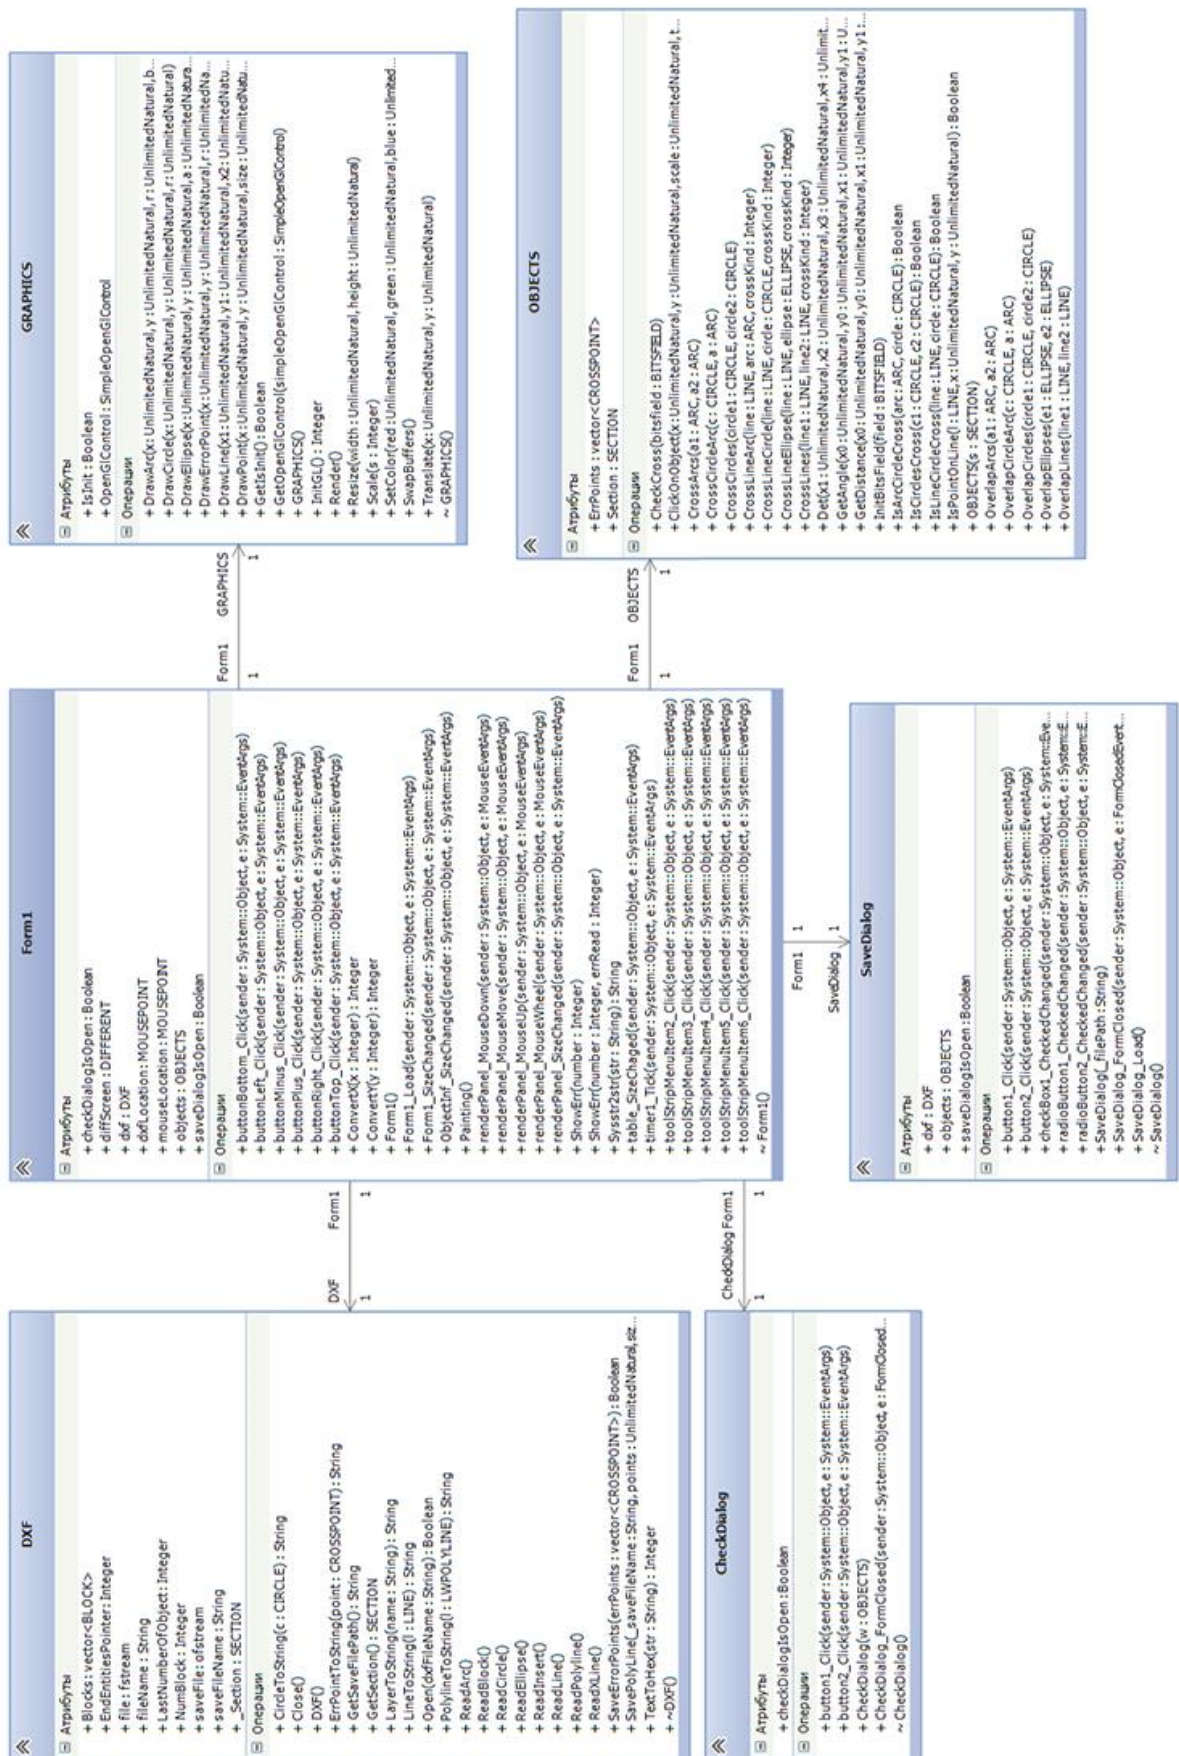 DXF
Атрибуты
+ Blocks : vector<BLOCK>
+ EndEntitiesPointer : Integer
+ file : fstream
+ fileName : String
+ LastNumberOfObject : Integer
+ NumBlock : Integer
+ saveFile : ofstream
+ saveFileName : String
+ _Section : SECTION
Операции
+ CircleToString(c : CIRCLE) : String
+ Close()
+ DXF()
+ ErrPointToString(point : CROSSPOINT) : String
+ GetSaveFilePath() : String
+ GetSection() : SECTION
+ LayerToString(name : String) : String
+ LineToString(l : LINE) : String
+ Open(dxfFileName : String) : Boolean
+ PolylineToString(l : LWPOLYLINE) : String
+ ReadArc()
+ ReadBlock()
+ ReadCircle()
+ ReadEllipse()
+ ReadInsert()
+ ReadLine()
+ ReadPolyline()
+ ReadXLine()
+ SaveErrorPoints(errPoints : vector<CROSSPOINT>) : Boolean
+ SavePolyLine(_saveFileName : String, points : UnlimitedNatural, siz...
+ TextToHex(str : String) : Integer
+ ~DXF()
CheckDialog
Атрибуты
+ checkDialogIsOpen : Boolean
Операции
+ button1_Click(sender : System::Object, e : System::EventArgs)
+ button2_Click(sender : System::Object, e : System::EventArgs)
+ CheckDialog(w : OBJECTS)
+ CheckDialog_FormClosed(sender : System::Object, e : FormClosed...
~ CheckDialog()
DXF
Form1
1
1
CheckDialog Form1
1
1
Form1
Атрибуты
+ checkDialogIsOpen : Boolean
+ diffScreen : DIFFERENT
+ dxf : DXF
+ dxfLocation : MOUSEPOINT
+ mouseLocation : MOUSEPOINT
+ objects : OBJECTS
+ saveDialogIsOpen : Boolean
Операции
+ buttonBottom_Click(sender : System::Object, e : System::EventArgs)
+ buttonLeft_Click(sender : System::Object, e : System::EventArgs)
+ buttonMinus_Click(sender : System::Object, e : System::EventArgs)
+ buttonPlus_Click(sender : System::Object, e : System::EventArgs)
+ buttonRight_Click(sender : System::Object, e : System::EventArgs)
+ buttonTop_Click(sender : System::Object, e : System::EventArgs)
+ ConvertX(x : Integer) : Integer
+ ConvertY(y : Integer) : Integer
+ Form1()
+ Form1_Load(sender : System::Object, e : System::EventArgs)
+ Form1_SizeChanged(sender : System::Object, e : System::EventArgs)
+ ObjectInf_SizeChanged(sender : System::Object, e : System::EventArgs)
+ Painting()
+ renderPanel_MouseDown(sender : System::Object, e : MouseEventArgs)
+ renderPanel_MouseMove(sender : System::Object, e : MouseEventArgs)
+ renderPanel_MouseUp(sender : System::Object, e : MouseEventArgs)
+ renderPanel_MouseWheel(sender : System::Object, e : MouseEventArgs)
+ renderPanel_SizeChanged(sender : System::Object, e : System::EventArgs)
+ ShowErr(number : Integer)
+ ShowErr(number : Integer, errRead : Integer)
+ Sysstr2str(str : String) : String
+ table_SizeChaged(sender : System::Object, e : System::EventArgs)
+ timer1_Tick(sender : System::Object, e : System::EventArgs)
+ toolStripMenuItem2_Click(sender : System::Object, e : System::EventArgs)
+ toolStripMenuItem3_Click(sender : System::Object, e : System::EventArgs)
+ toolStripMenuItem4_Click(sender : System::Object, e : System::EventArgs)
+ toolStripMenuItem5_Click(sender : System::Object, e : System::EventArgs)
+ toolStripMenuItem6_Click(sender : System::Object, e : System::EventArgs)
~ Form1()
Form1
1
SaveDialog
1
SaveDialog
Атрибуты
+ dxf : DXF
+ objects : OBJECTS
+ saveDialogIsOpen : Boolean
Операции
+ button1_Click(sender : System::Object, e : System::EventArgs)
+ button2_Click(sender : System::Object, e : System::EventArgs)
+ checkBox1_CheckedChanged(sender : System::Object, e : System::Eve...
+ radioButton1_CheckedChanged(sender : System::Object, e : System::E...
+ radioButton2_CheckedChanged(sender : System::Object, e : System::E...
+ SaveDialog(_filePath : String)
+ SaveDialog_FormClosed(sender : System::Object, e : FormClosedEvent...
+ SaveDialog_Load()
~ SaveDialog()
Form1
GRAPHICS
1
1
Form1
OBJECTS
1
1
GRAPHICS
Атрибуты
+ IsInit : Boolean
+ OpenGlControl : SimpleOpenGlControl
Операции
+ DrawArc(x : UnlimitedNatural, y : UnlimitedNatural, r : UnlimitedNatural, b...
+ DrawCircle(x : UnlimitedNatural, y : UnlimitedNatural, r : UnlimitedNatural)
+ DrawEllipse(x : UnlimitedNatural, y : UnlimitedNatural, a : UnlimitedNatura...
+ DrawErrorPoint(x : UnlimitedNatural, y : UnlimitedNatural, r : UnlimitedNa...
+ DrawLine(x1 : UnlimitedNatural, y1 : UnlimitedNatural, x2 : UnlimitedNatu...
+ DrawPoint(x : UnlimitedNatural, y : UnlimitedNatural, size : UnlimitedNatu...
+ GetIsInit() : Boolean
+ GetOpenGlControl(simpleOpenGlControl : SimpleOpenGlControl)
+ GRAPHICS()
+ InitGL() : Integer
+ Render()
+ Resize(width : UnlimitedNatural, height : UnlimitedNatural)
+ Scale(s : Integer)
+ SetColor(red : UnlimitedNatural, green : UnlimitedNatural, blue : Unlimited...
+ SwapBuffers()
+ Translate(x : UnlimitedNatural, y : UnlimitedNatural)
~ GRAPHICS()
OBJECTS
Атрибуты
+ ErrPoints : vector<CROSSPOINT>
+ Section : SECTION
Операции
+ CheckCross(bitsfield : BITSFIELD)
+ ClickOnObject(x : UnlimitedNatural, y : UnlimitedNatural, scale : UnlimitedNatural, t...
+ CrossArcs(a1 : ARC, a2 : ARC)
+ CrossCircleArc(c : CIRCLE, a : ARC)
+ CrossCircles(circle1 : CIRCLE, circle2 : CIRCLE)
+ CrossLineArc(line : LINE, arc : ARC, crossKind : Integer)
+ CrossLineCircle(line : LINE, circle : CIRCLE, crossKind : Integer)
+ CrossLineEllipse(line : LINE, ellipse : ELLIPSE, crossKind : Integer)
+ CrossLines(line1 : LINE, line2 : LINE, crossKind : Integer)
+ Det(x1 : UnlimitedNatural, x2 : UnlimitedNatural, x3 : UnlimitedNatural, x4 : Unlimit...
+ GetAngle(x0 : UnlimitedNatural, y0 : UnlimitedNatural, x1 : UnlimitedNatural, y1 : U...
+ GetDistance(x0 : UnlimitedNatural, y0 : UnlimitedNatural, x1 : UnlimitedNatural, y1 :...
+ InitBitsField(field : BITSFIELD)
+ IsArcCircleCross(arc : ARC, circle : CIRCLE) : Boolean
+ IsCirclesCross(c1 : CIRCLE, c2 : CIRCLE) : Boolean
+ IsLineCircleCross(line : LINE, circle : CIRCLE) : Boolean
+ IsPointOnLine(l : LINE, x : UnlimitedNatural, y : UnlimitedNatural) : Boolean
+ OBJECTS(s : SECTION)
+ OverlapArcs(a1 : ARC, a2 : ARC)
+ OverlapCircleArc(c : CIRCLE, a : ARC)
+ OverlapCircles(circle1 : CIRCLE, circle2 : CIRCLE)
+ OverlapEllipses(e1 : ELLIPSE, e2 : ELLIPSE)
+ OverlapLines(line1 : LINE, line2 : LINE)